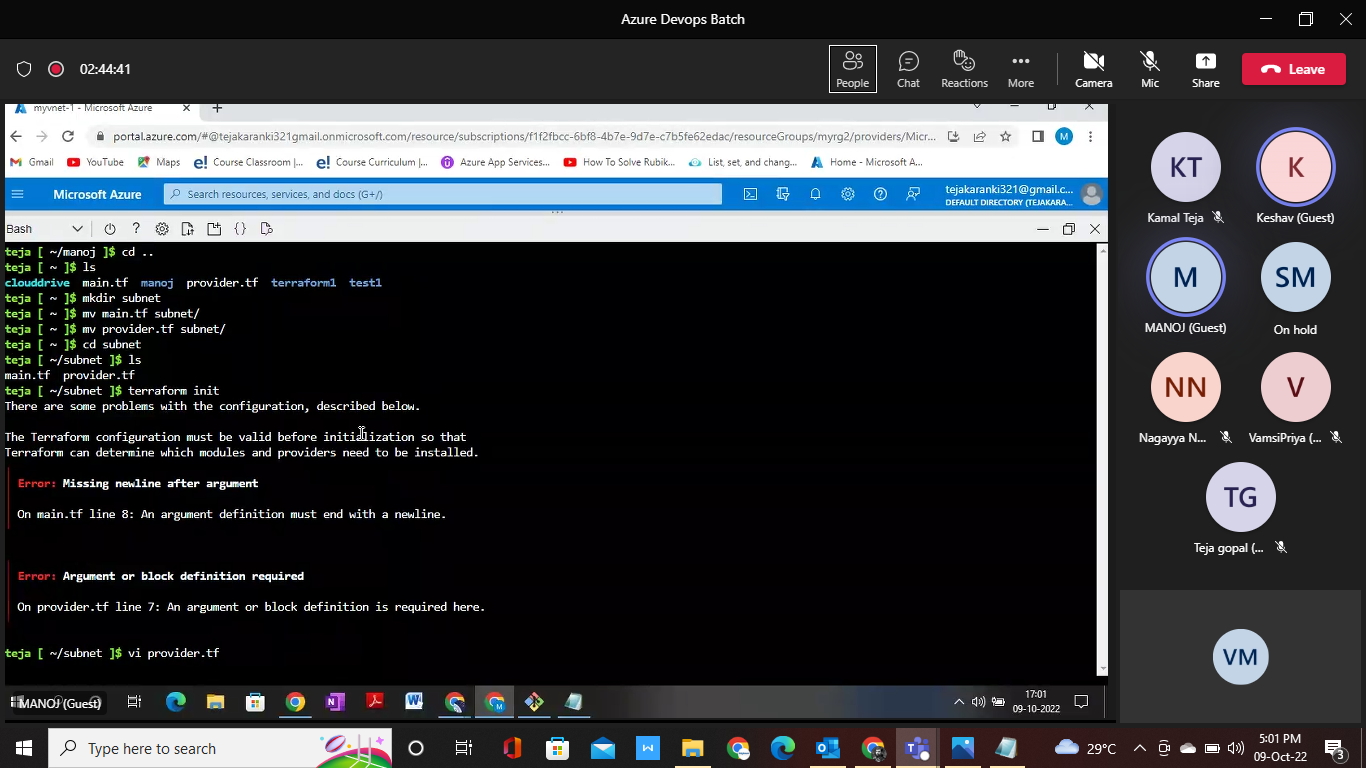 Azure Devops Batch
02:44:41
People
Chat
Reactions
More
Camera
Mic
Share
Leave
myvnet-1 - Microsoft Azure
portal.azure.com/#@tejakaranki321gmail.onmicrosoft.com/resource/subscriptions/f1f2fbcc-6bf8-4b7e-9d7e-c7b5fe62edac/resourceGroups/myrg2/providers/Micr...
M
Gmail
YouTube
Maps
Course Classroom |...
Course Curriculum |...
Azure App Services...
How To Solve Rubik...
List, set, and chang...
Home - Microsoft A...
Microsoft Azure
Search resources, services, and docs (G+/)
tejakaranki321@gmail.c...
DEFAULT DIRECTORY (TEJAKARA...
Bash
teja [ ~/manoj ]$ cd ..
teja [ ~ ]$ ls
clouddrive main.tf manoj provider.tf terraform1 test1
teja [ ~ ]$ mkdir subnet
teja [ ~ ]$ mv main.tf subnet/
teja [ ~ ]$ mv provider.tf subnet/
teja [ ~ ]$ cd subnet
teja [ ~/subnet ]$ ls
main.tf provider.tf
teja [ ~/subnet ]$ terraform init
There are some problems with the configuration, described below.
The Terraform configuration must be valid before initialization so that
Terraform can determine which modules and providers need to be installed.
Error: Missing newline after argument
On main.tf line 8: An argument definition must end with a newline.
Error: Argument or block definition required
On provider.tf line 7: An argument or block definition is required here.
teja [ ~/subnet ]$ vi provider.tf
MANOJ (Guest)
17:01
09-10-2022
KT
Kamal Teja
K
Keshav (Guest)
M
MANOJ (Guest)
SM
On hold
NN
Nagayya N...
V
VamsiPriya (...
TG
Teja gopal (...
VM
Type here to search
29°C
5:01 PM
09-Oct-22
3